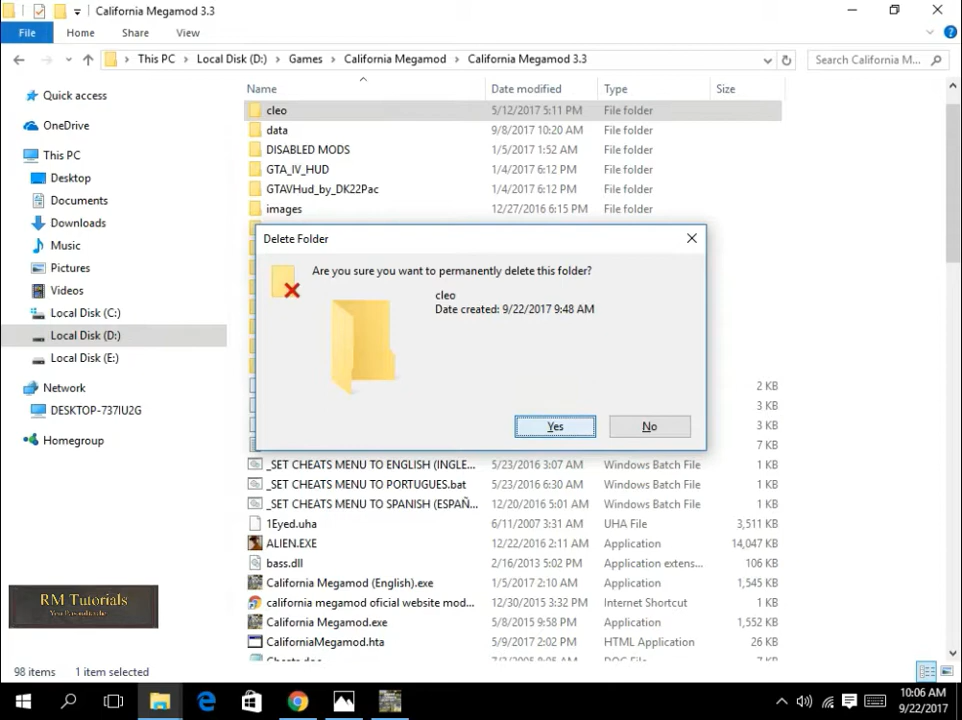 California Megamod 3.3
File Home Share View
This PC Local Disk (D:) Games California Megamod California Megamod 3.3 Search California M...
Name Date modified Type Size
Quick access
OneDrive
This PC
Desktop
Documents
Downloads
Music
Pictures
Videos
Local Disk (C:)
Local Disk (D:)
Local Disk (E:)
Network
DESKTOP-737IU2G
Homegroup
cleo 5/12/2017 5:11 PM File folder
data 9/8/2017 10:20 AM File folder
DISABLED MODS 1/5/2017 1:52 AM File folder
GTA_IV_HUD 1/4/2017 6:12 PM File folder
GTAVHud_by_DK22Pac 1/4/2017 6:12 PM File folder
images 12/27/2016 6:15 PM File folder
Delete Folder
Are you sure you want to permanently delete this folder?
cleo
Date created: 9/22/2017 9:48 AM
Yes No
2 KB
3 KB
3 KB
7 KB
_SET CHEATS MENU TO ENGLISH (INGLE... 5/23/2016 3:07 AM Windows Batch File 1 KB
_SET CHEATS MENU TO PORTUGUES.bat 5/23/2016 6:30 AM Windows Batch File 1 KB
_SET CHEATS MENU TO SPANISH (ESPAÑ... 12/20/2016 5:01 AM Windows Batch File 1 KB
1Eyed.uha 6/11/2007 3:31 AM UHA File 3,511 KB
ALIEN.EXE 12/22/2016 2:11 AM Application 14,047 KB
bass.dll 2/16/2013 5:02 PM Application extens... 106 KB
California Megamod (English).exe 1/5/2017 2:10 AM Application 1,545 KB
california megamod oficial website mod... 12/30/2015 3:32 PM Internet Shortcut 1 KB
California Megamod.exe 5/8/2015 9:58 PM Application 1,552 KB
CaliforniaMegamod.hta 5/9/2017 2:02 PM HTML Application 26 KB
RM Tutorials
98 items 1 item selected
10:06 AM
9/22/2017